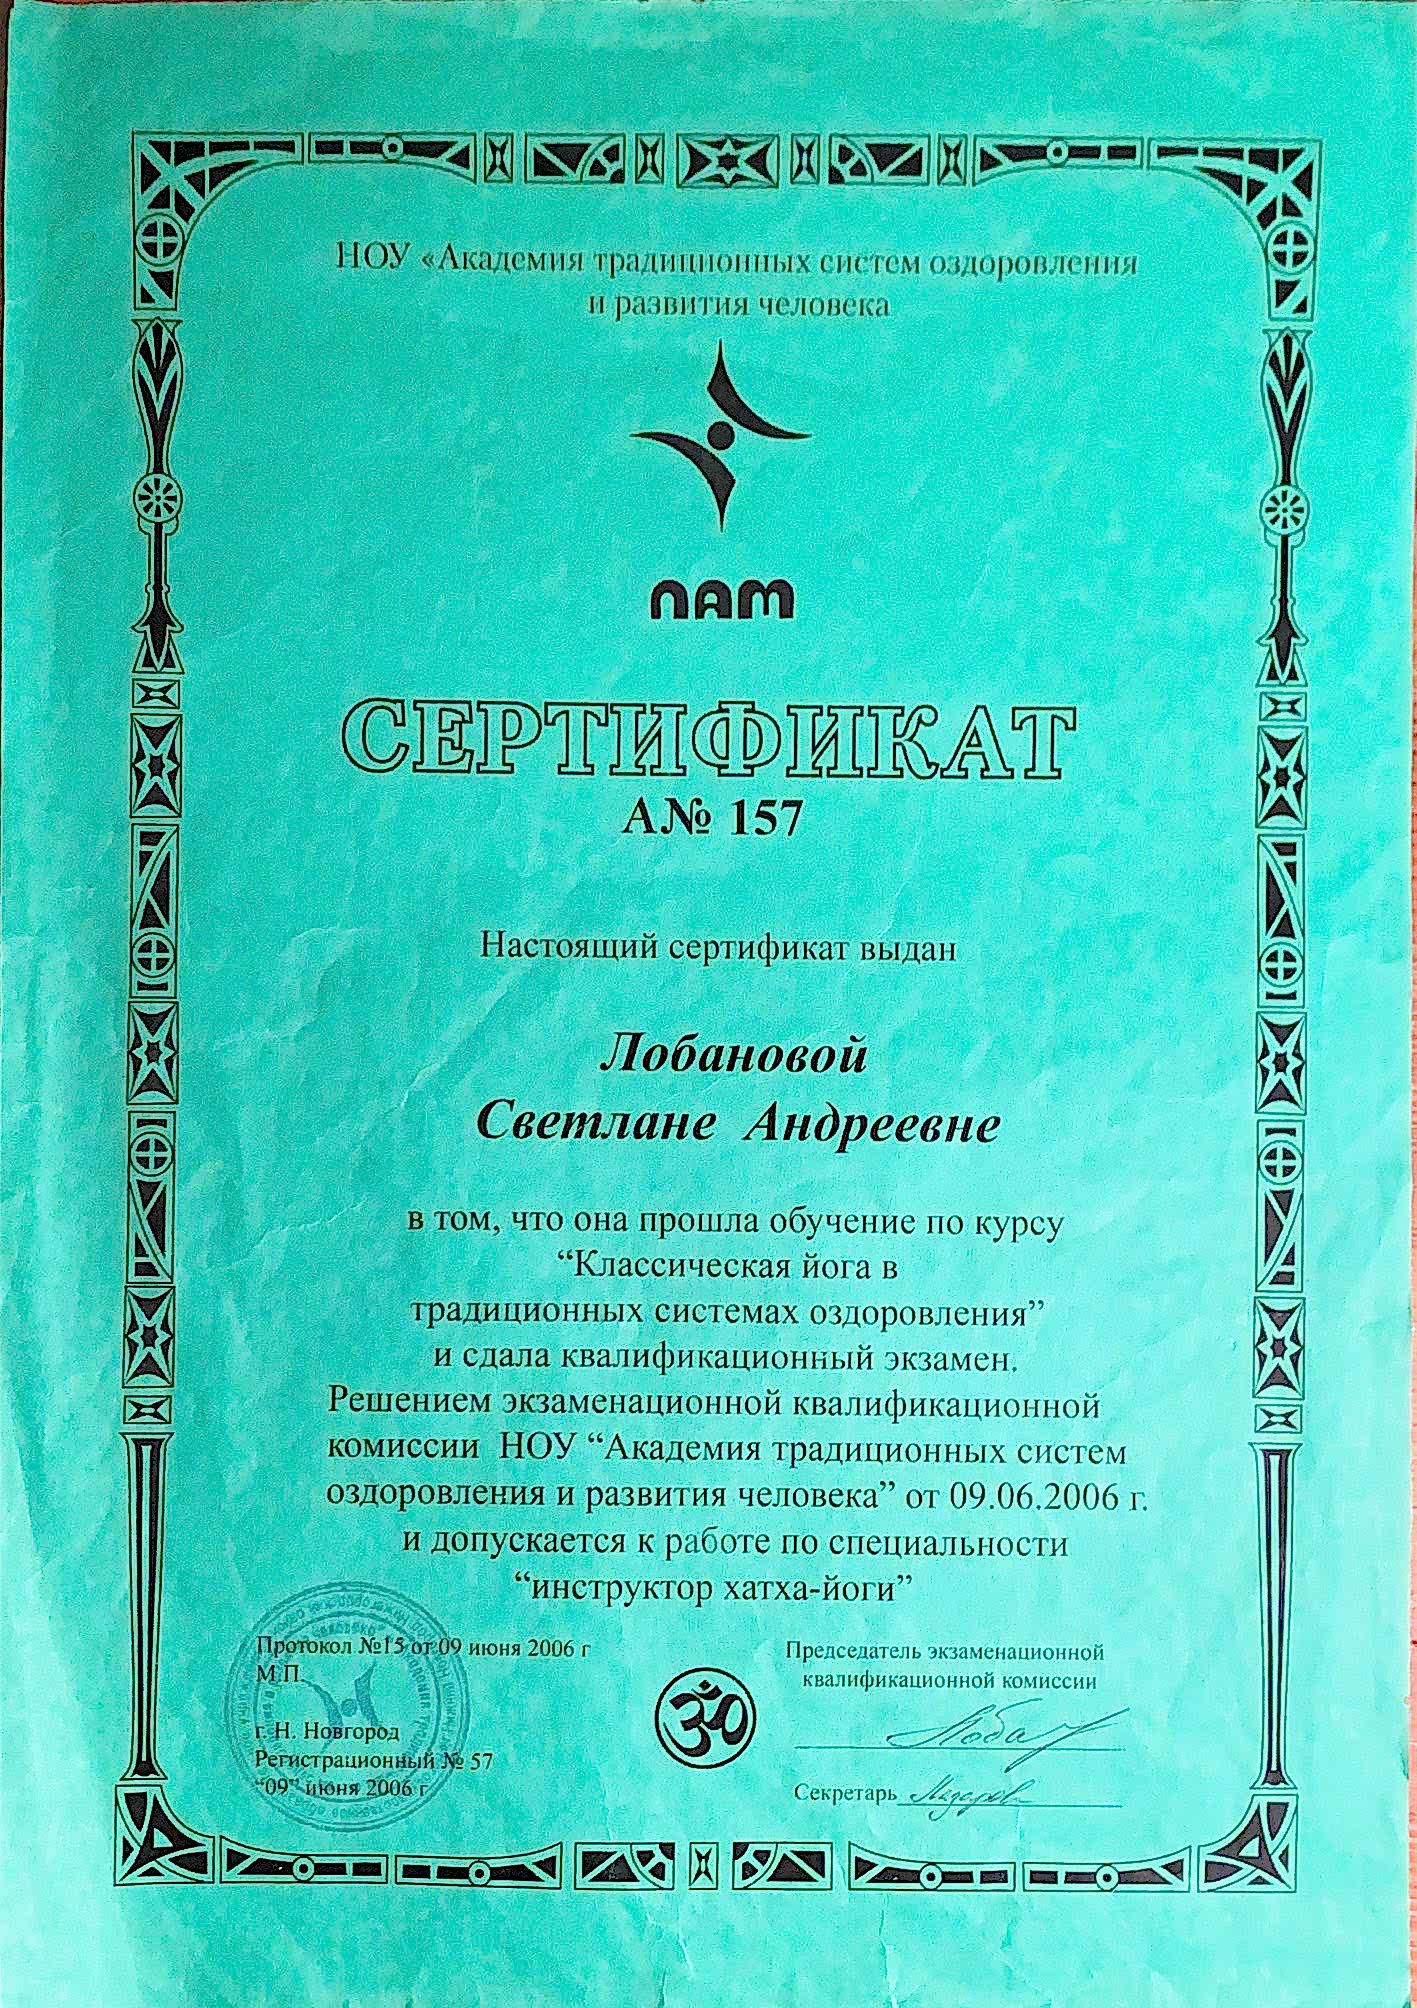 НОУ «Академия традиционных систем оздоровления
и развития человека
ПАМ
СЕРТИФИКАТ
А№ 157
Настоящий сертификат выдан
Лобановой
Светлане Андреевне
в том, что она прошла обучение по курсу
“Классическая йога в
традиционных системах оздоровления”
и сдала квалификационный экзамен.
Решением экзаменационной квалификационной
комиссии НОУ “Академия традиционных систем
оздоровления и развития человека” от 09.06.2006 г.
и допускается к работе по специальности
“инструктор хатха-йоги”
Протокол №15 от 09 июня 2006 г
М.П.
г. Н. Новгород
Регистрационный № 57
“09” июня 2006 г
Председатель экзаменационной
квалификационной комиссии
Секретарь
ॐ